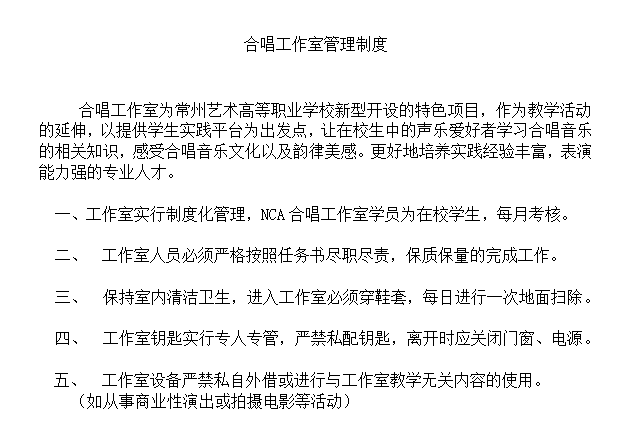 合唱工作室管理制度
合唱工作室为常州艺术高等职业学校新型开设的特色项目，作为教学活动
的延伸，以提供学生实践平台为出发点，让在校生中的声乐爱好者学习合唱音乐
的相关知识，感受合唱音乐文化以及韵律美感。更好地培养实践经验丰富，表演
能力强的专业人才。
一、工作室实行制度化管理，NCA 合唱工作室学员为在校学生，每月考核。
二、 工作室人员必须严格按照任务书尽职尽责，保质保量的完成工作。
三、 保持室内清洁卫生，进入工作室必须穿鞋套，每日进行一次地面扫除。
四、 工作室钥匙实行专人专管，严禁私配钥匙，离开时应关闭门窗、电源。
五、 工作室设备严禁私自外借或进行与工作室教学无关内容的使用。
（如从事商业性演出或拍摄电影等活动）